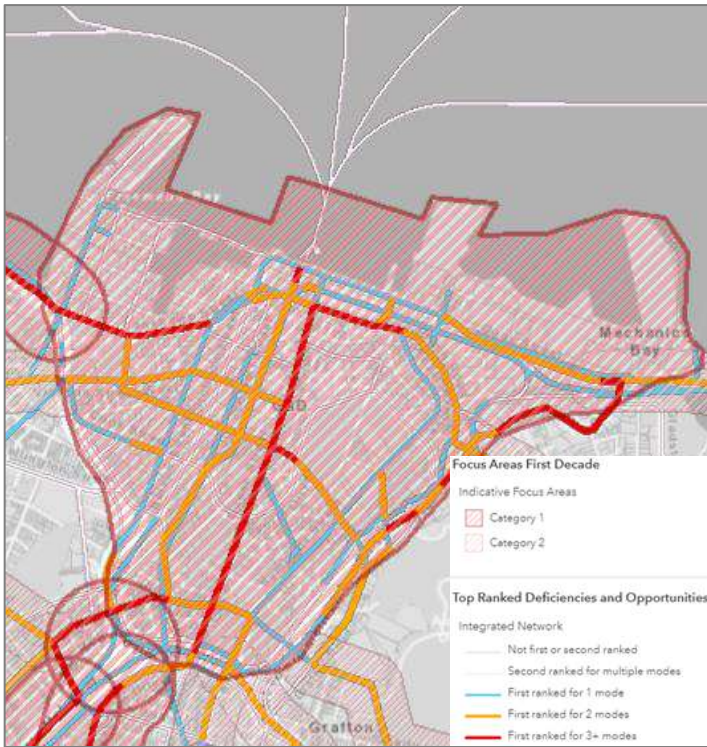 Mechanics
Bay
CBD
Focus Areas First Decade
Indicative Focus Areas
Category 1
Category 2
Top Ranked Deficiencies and Opportunities
Integrated Network
Not first or second ranked
Second ranked for multiple modes
First ranked for 1 mode
First ranked for 2 modes
First ranked for 3+ modes
Grafton